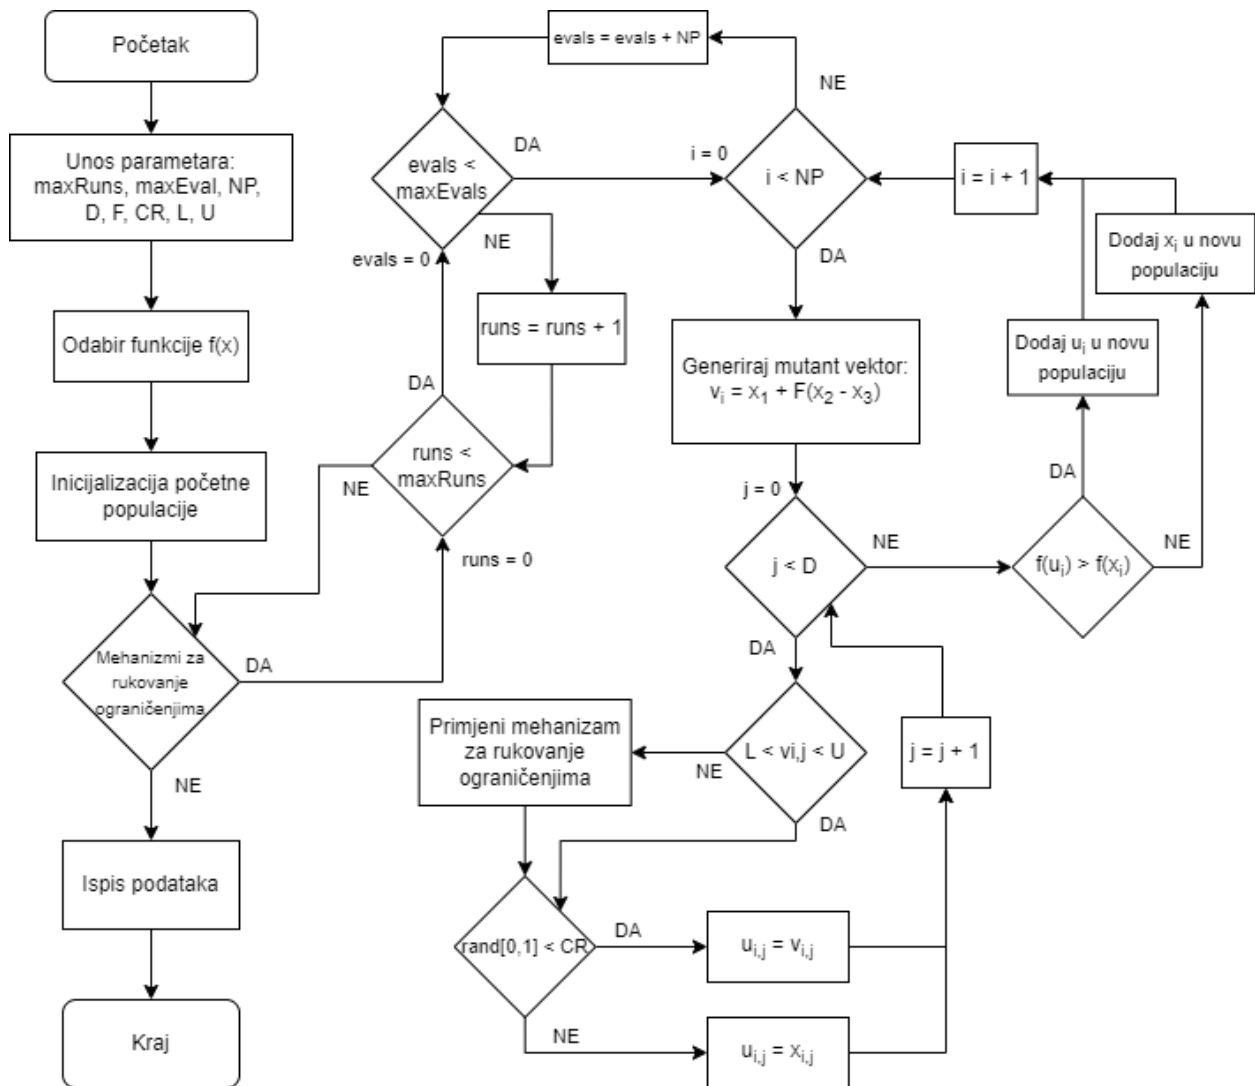 Početak
Unos parametara:
maxRuns, maxEval, NP,
D, F, CR, L, U
Odabir funkcije f(x)
Inicijalizacija početne
populacije
Mehanizmi za
rukovanje
ograničenjima
DA
NE
Ispis podataka
Kraj
evals = evals + NP
evals <
maxEvals
DA
NE
evals = 0
runs = runs + 1
DA
runs <
maxRuns
NE
runs = 0
NE
i = 0
i < NP
DA
i = i + 1
Dodaj xᵢ u novu
populaciju
Dodaj uᵢ u novu
populaciju
Generiraj mutant vektor:
vᵢ = x₁ + F(x₂ - x₃)
j = 0
j < D
NE
DA
DA
f(uᵢ) > f(xᵢ)
NE
L < vi,j < U
NE
DA
Primjeni mehanizam
za rukovanje
ograničenjima
j = j + 1
rand[0,1] < CR
DA
NE
u_{i,j} = v_{i,j}
u_{i,j} = x_{i,j}